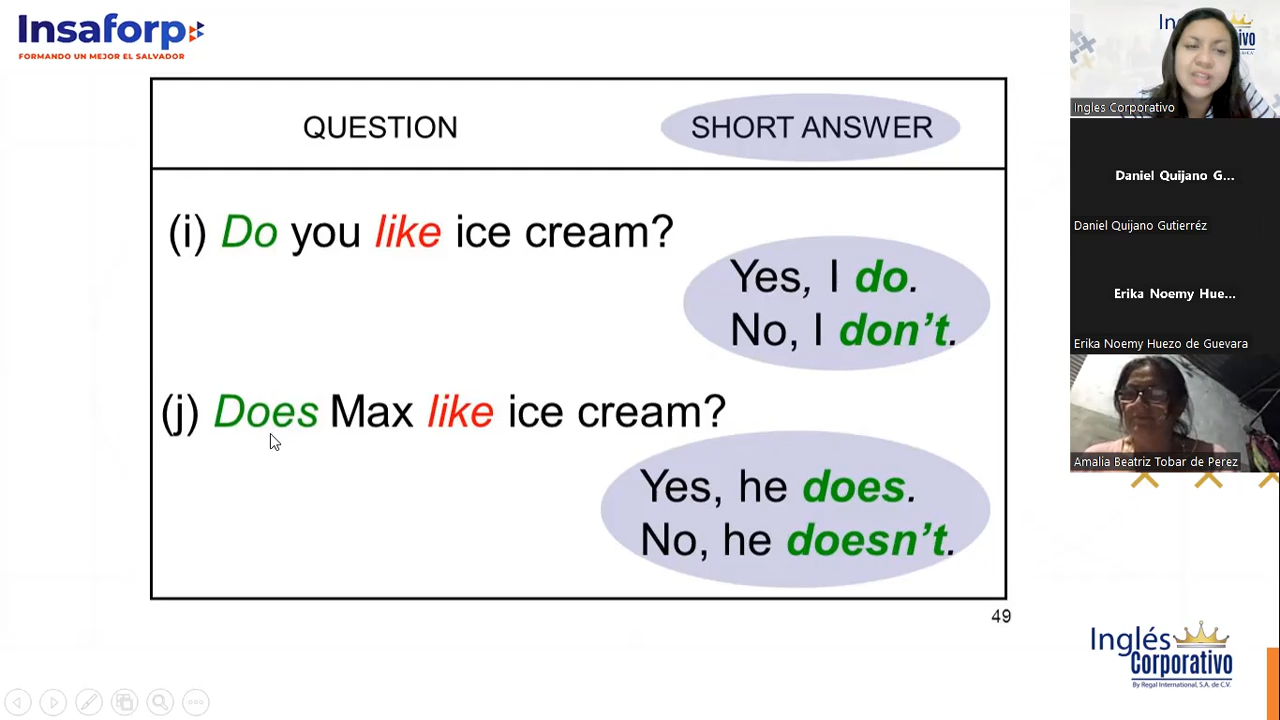 Insaforp
FORMANDO UN MEJOR EL SALVADOR
QUESTION
SHORT ANSWER
(i) Do you like ice cream?
Yes, I do.
No, I don’t.
(j) Does Max like ice cream?
Yes, he does.
No, he doesn’t.
49
Ingles Corporativo
Daniel Quijano G...
Daniel Quijano Gutierréz
Erika Noemy Hue...
Erika Noemy Huezo de Guevara
Amalia Beatriz Tobar de Perez
Inglés
Corporativo
By Regal International, S.A. de C.V.